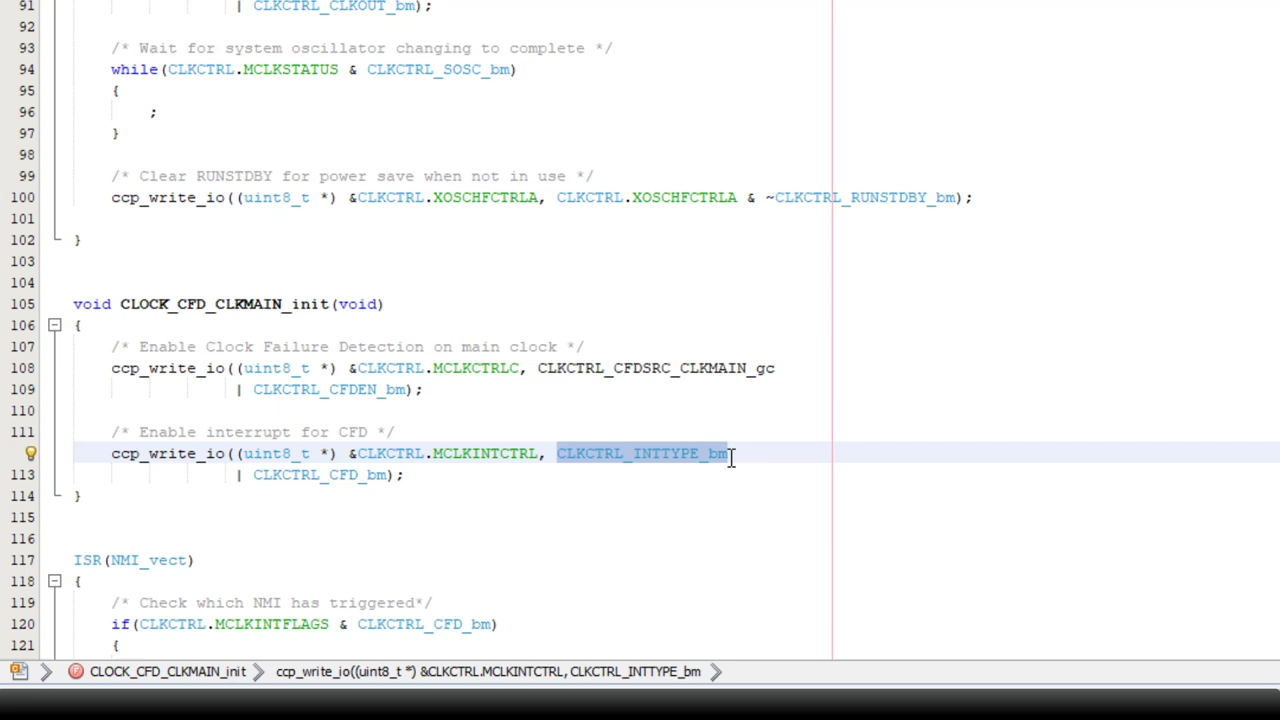 91 | CLKCTRL_CLKOUT_bm);
92
93 /* Wait for system oscillator changing to complete */
94 while(CLKCTRL.MCLKSTATUS & CLKCTRL_SOSC_bm)
95 {
96 ;
97 }
98
99 /* Clear RUNSTDBY for power save when not in use */
100 ccp_write_io((uint8_t *) &CLKCTRL.XOSCHFCTRLA, CLKCTRL.XOSCHFCTRLA & ~CLKCTRL_RUNSTDBY_bm);
101
102 }
103
104
105 void CLOCK_CFD_CLKMAIN_init(void)
106 {
107 /* Enable Clock Failure Detection on main clock */
108 ccp_write_io((uint8_t *) &CLKCTRL.MCLKCTRLC, CLKCTRL_CFDSRC_CLKMAIN_gc
109 | CLKCTRL_CFDEN_bm);
110
111 /* Enable interrupt for CFD */
ccp_write_io((uint8_t *) &CLKCTRL.MCLKINTCTRL, CLKCTRL_INTTYPE_bm
113 | CLKCTRL_CFD_bm);
114 }
115
116
117 ISR(NMI_vect)
118 {
119 /* Check which NMI has triggered*/
120 if(CLKCTRL.MCLKINTFLAGS & CLKCTRL_CFD_bm)
121 {
CLOCK_CFD_CLKMAIN_init ccp_write_io((uint8_t *) &CLKCTRL.MCLKINTCTRL, CLKCTRL_INTTYPE_bm